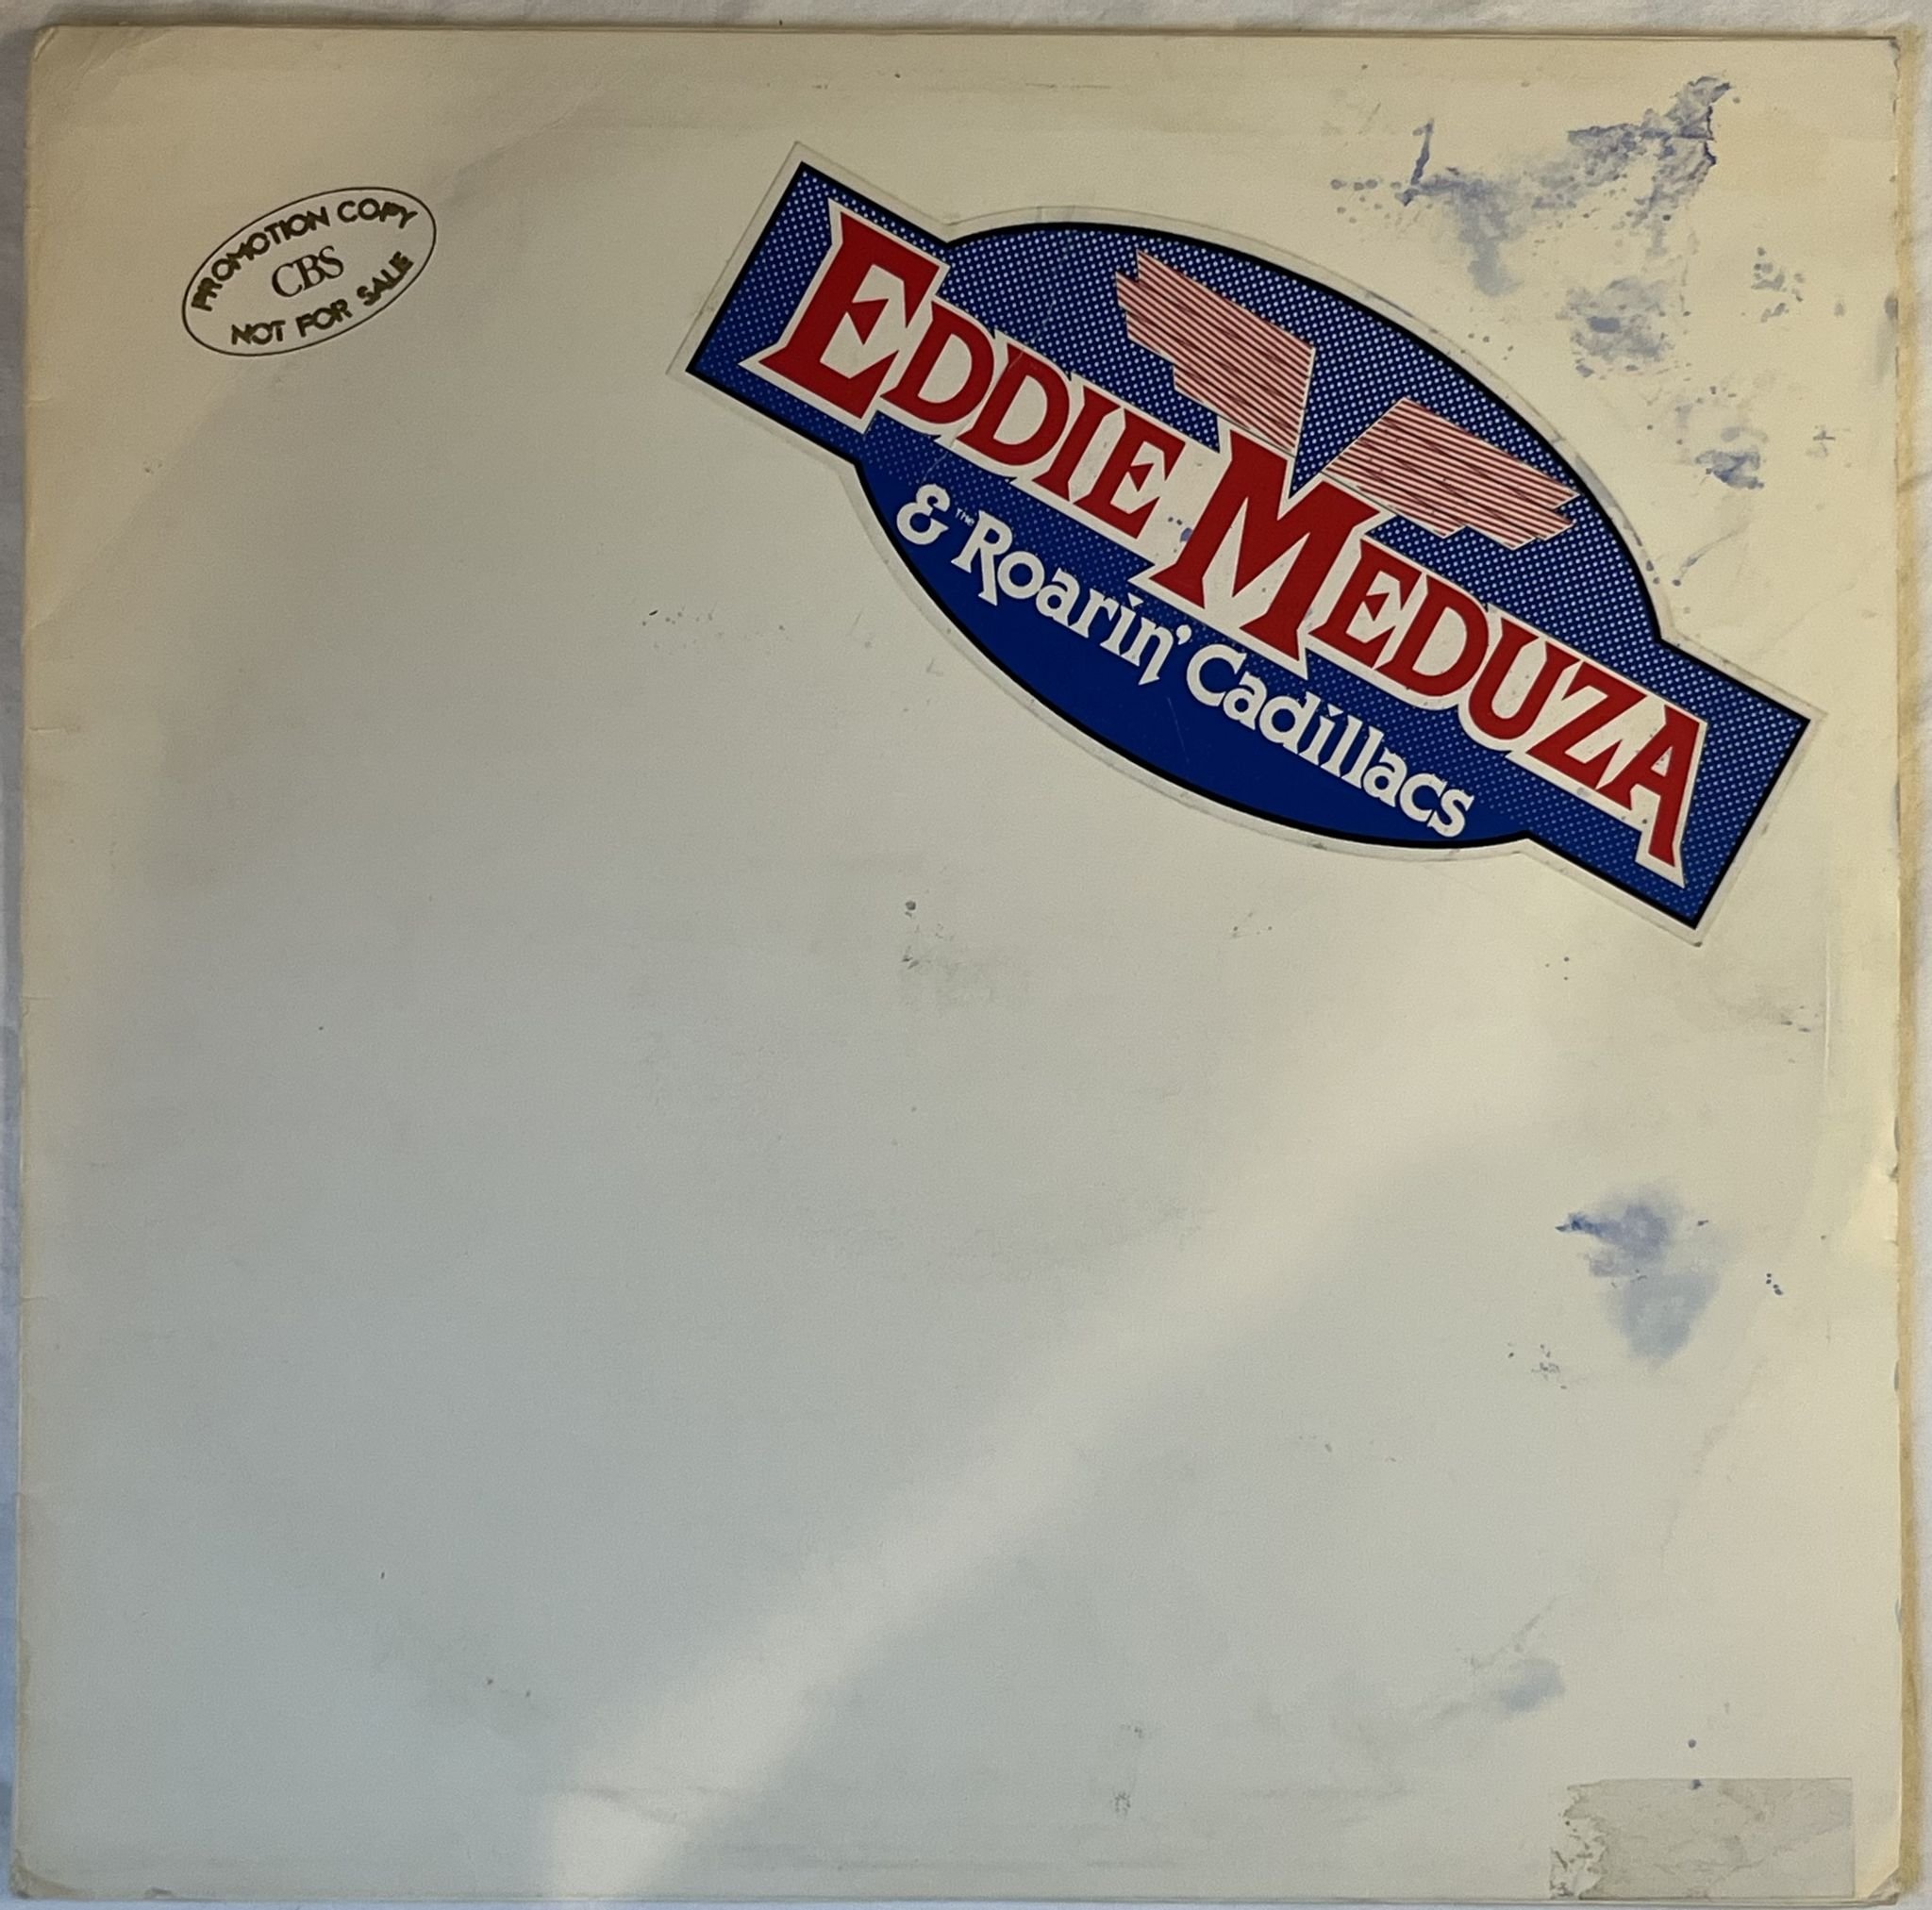 PROMOTION COPY
CBS
NOT FOR SALE
EDDIE MEDUZA
& The Roarin' Cadillacs